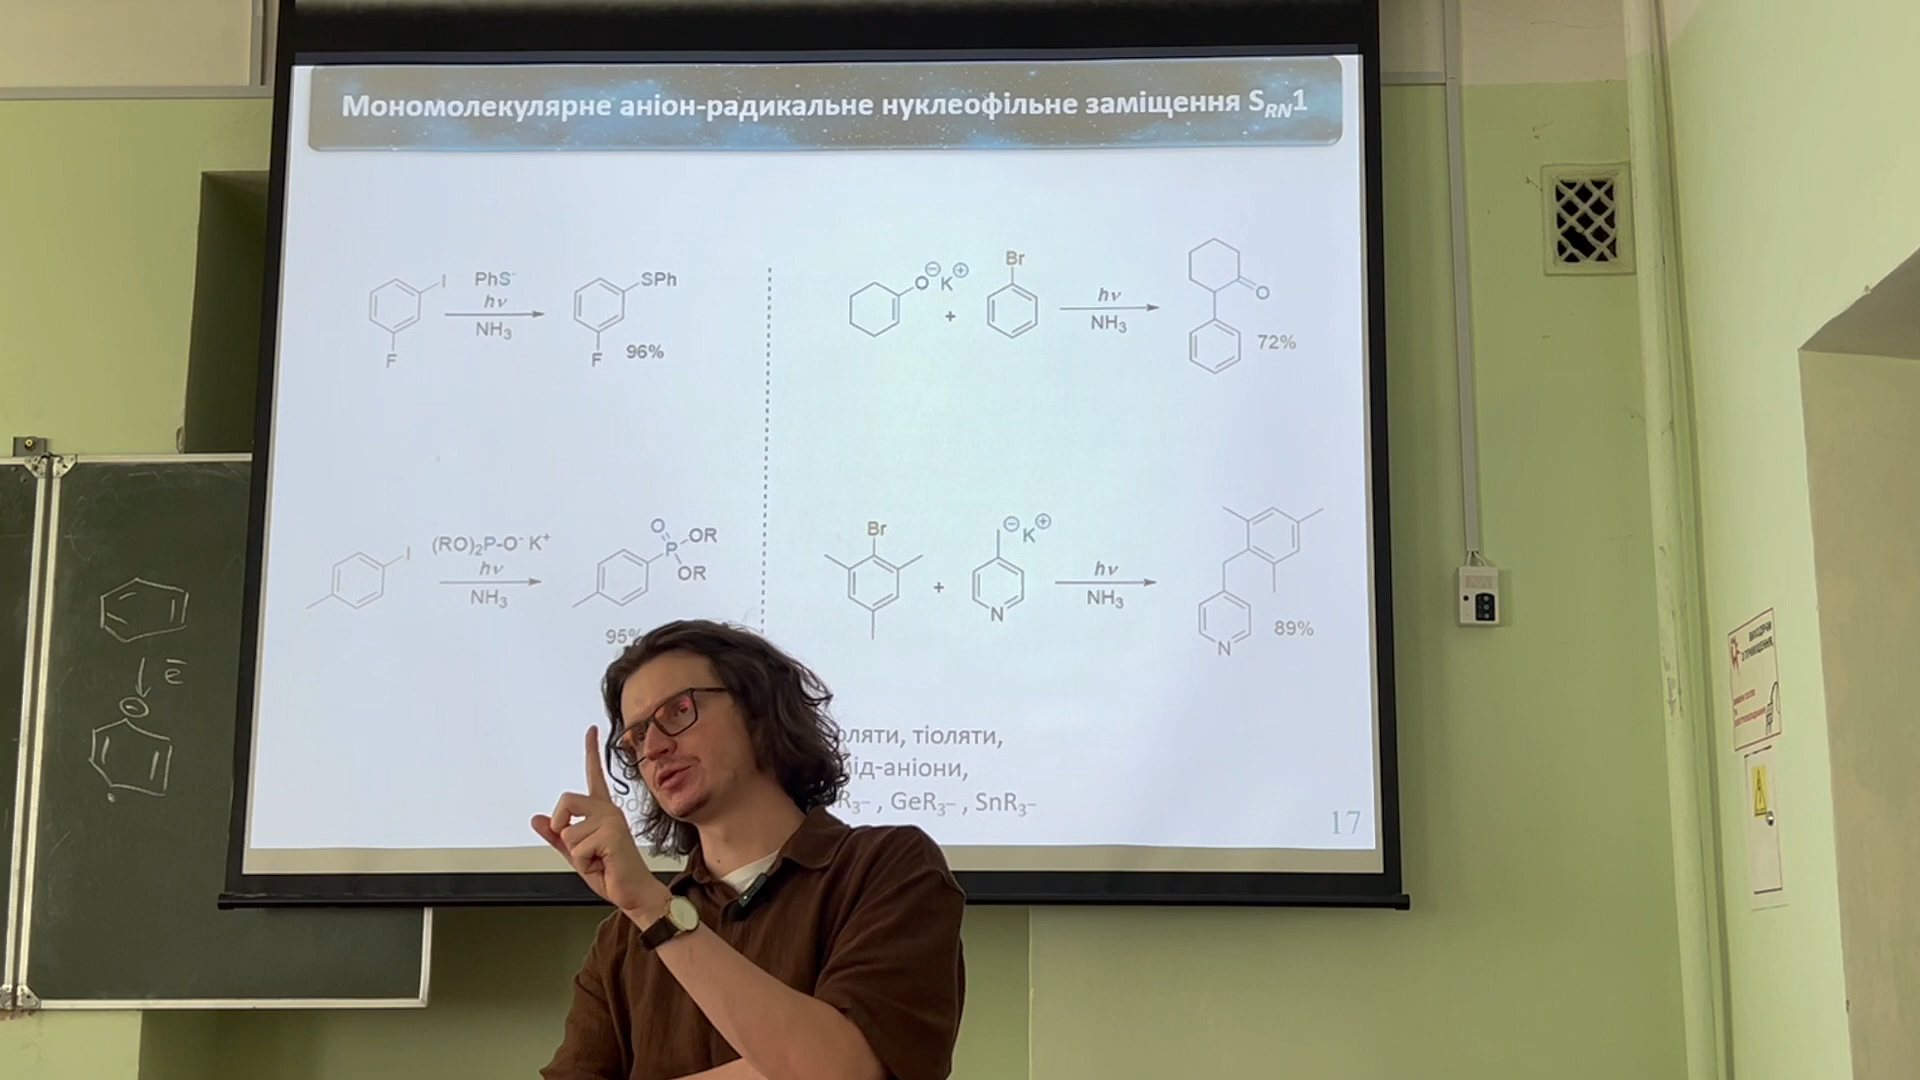 Мономолекулярне аніон-радикальне нуклеофільне заміщення SRN1
I
PhS-
hν
NH3
F
SPh
F
96%
O ⊖ K ⊕
+
Br
hν
NH3
O
72%
I
(RO)2P-O- K+
hν
NH3
O
P
OR
OR
95%
Br
+
⊖ K ⊕
N
hν
NH3
N
89%
ē
оляти, тіоляти,
мід-аніони,
R3– , GeR3– , SnR3–
17